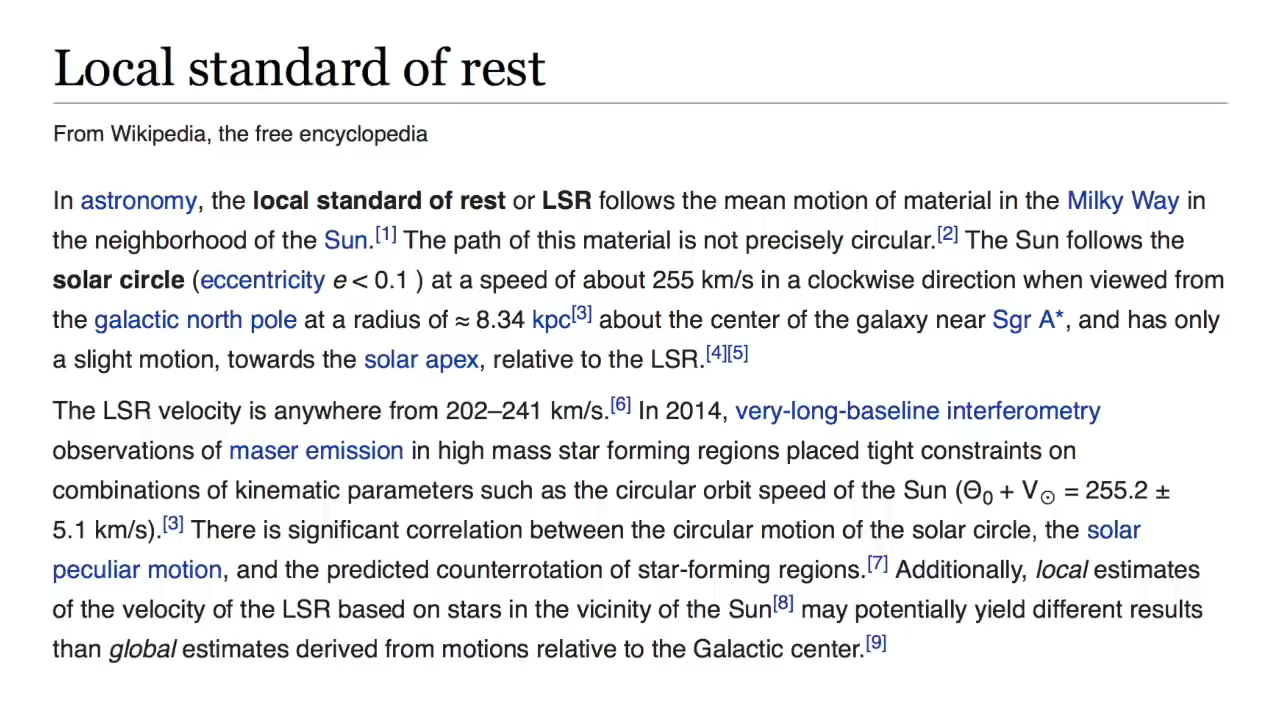 Local standard of rest
From Wikipedia, the free encyclopedia
In astronomy, the local standard of rest or LSR follows the mean motion of material in the Milky Way in
the neighborhood of the Sun.[1] The path of this material is not precisely circular.[2] The Sun follows the
solar circle (eccentricity e < 0.1 ) at a speed of about 255 km/s in a clockwise direction when viewed from
the galactic north pole at a radius of ≈ 8.34 kpc[3] about the center of the galaxy near Sgr A*, and has only
a slight motion, towards the solar apex, relative to the LSR.[4][5]
The LSR velocity is anywhere from 202–241 km/s.[6] In 2014, very-long-baseline interferometry
observations of maser emission in high mass star forming regions placed tight constraints on
combinations of kinematic parameters such as the circular orbit speed of the Sun (Θ0 + V☉ = 255.2 ±
5.1 km/s).[3] There is significant correlation between the circular motion of the solar circle, the solar
peculiar motion, and the predicted counterrotation of star-forming regions.[7] Additionally, local estimates
of the velocity of the LSR based on stars in the vicinity of the Sun[8] may potentially yield different results
than global estimates derived from motions relative to the Galactic center.[9]